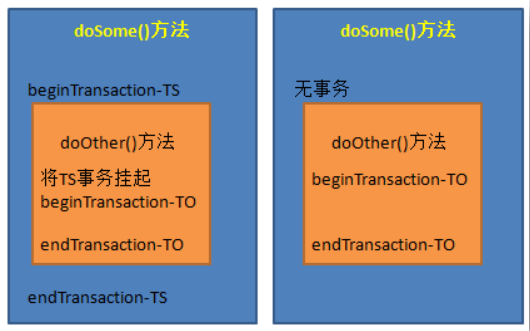 doSome()方法
beginTransaction-TS
doOther()方法
将TS事务挂起
beginTransaction-TO
endTransaction-TO
endTransaction-TS
doSome()方法
无事务
doOther()方法
beginTransaction-TO
endTransaction-TO